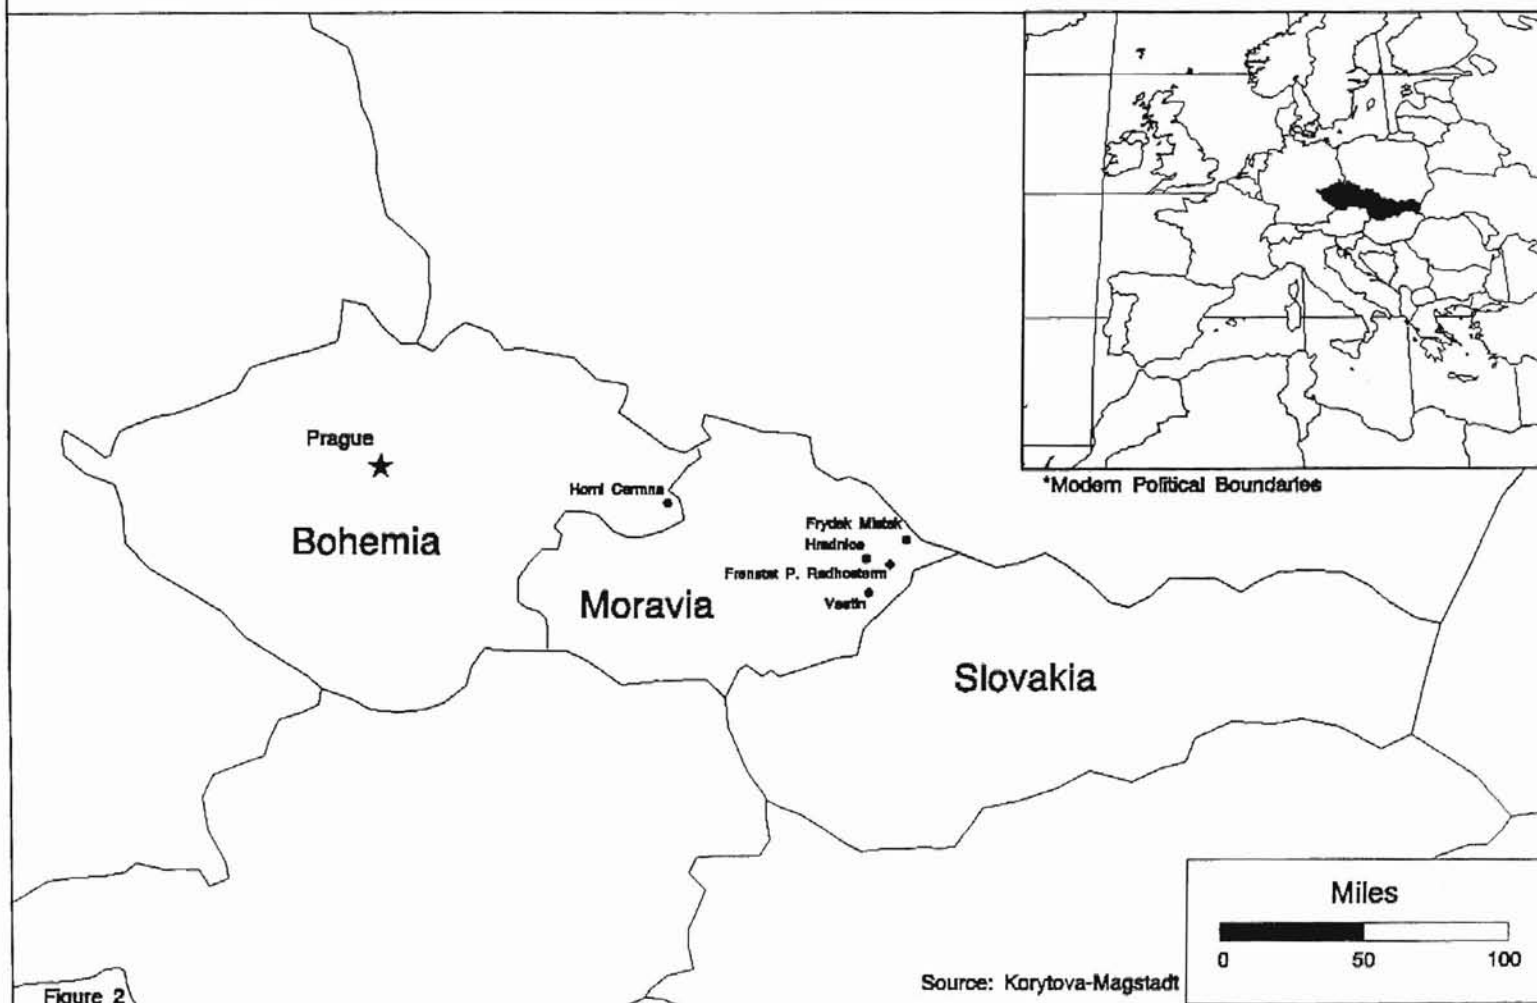 Prague
Bohemia
Horni Cermna
Moravia
Frydek Mistek
Hradnice
Frenstat P. Radhostem
Vsetin
Slovakia
*Modern Political Boundaries
Miles
0 50 100
Source: Korytova-Magstadt
Figure 2